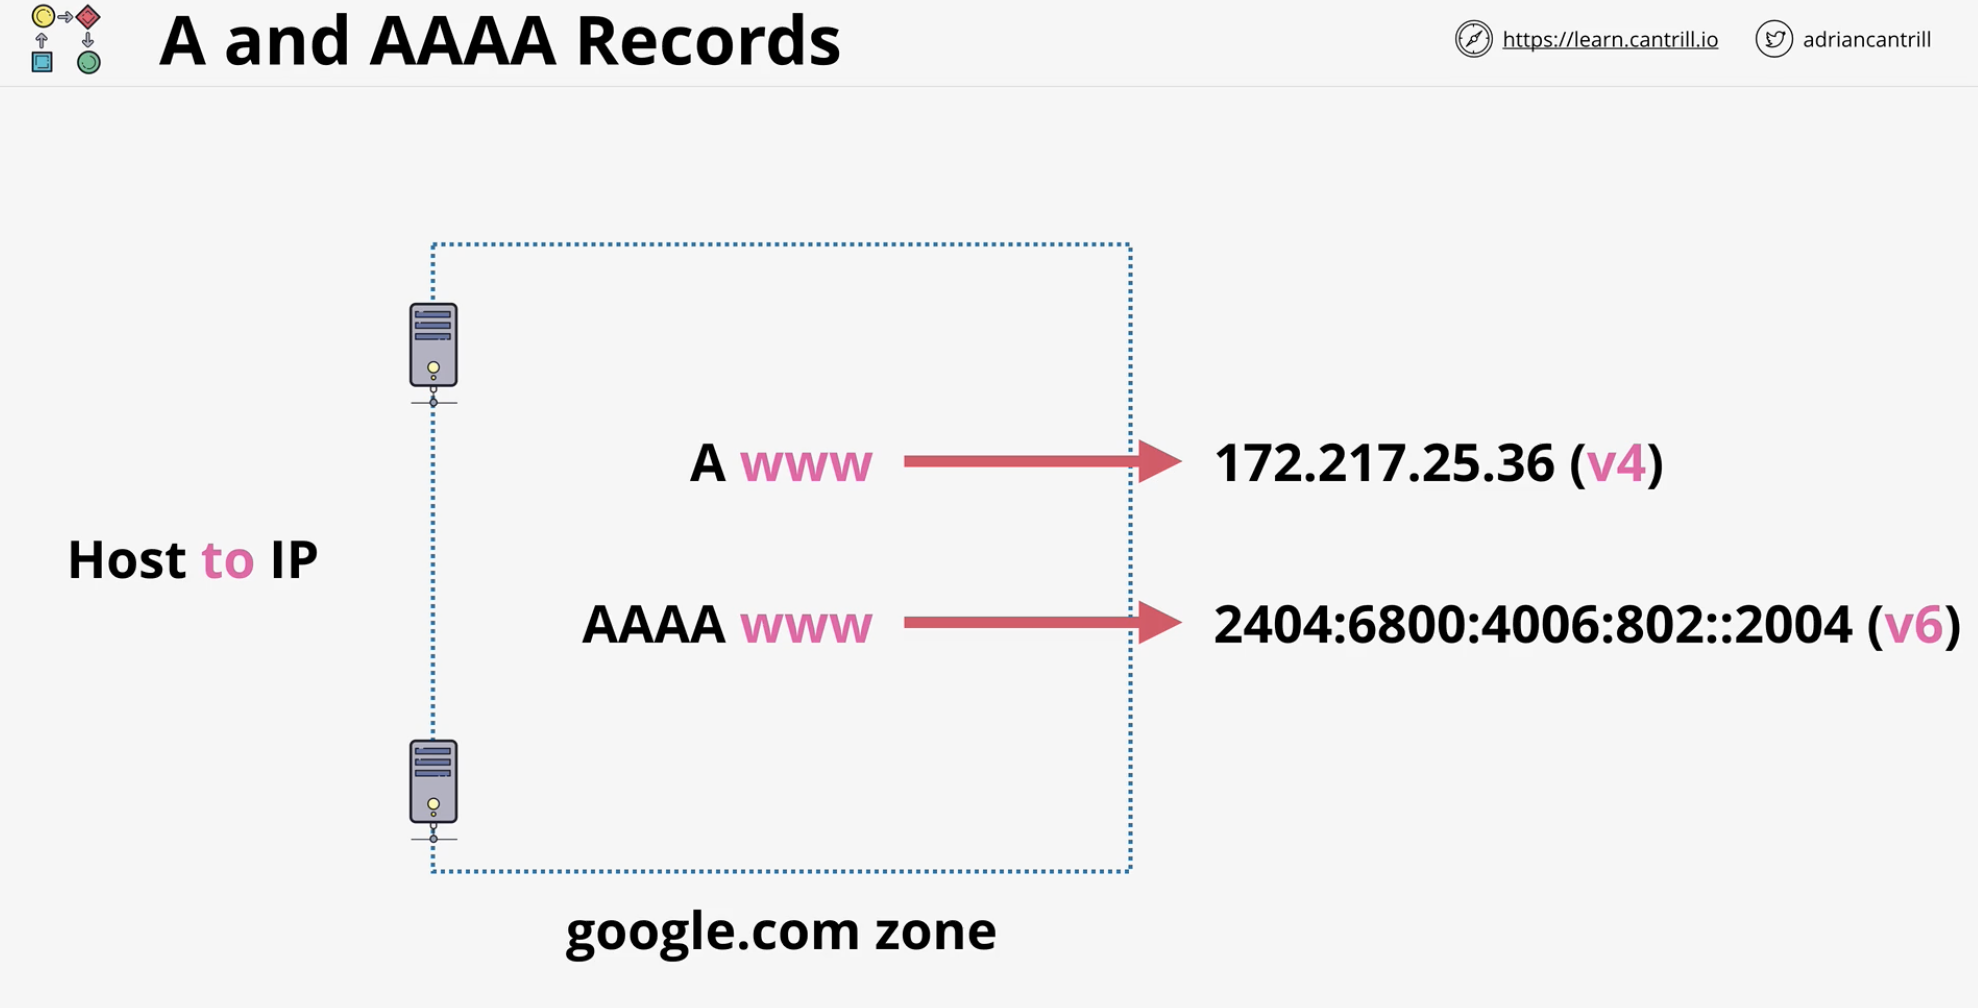 A and AAAA Records
https://learn.cantrill.io
adriancantrill
A www
172.217.25.36 (v4)
Host to IP
AAAA www
2404:6800:4006:802::2004 (v6)
google.com zone